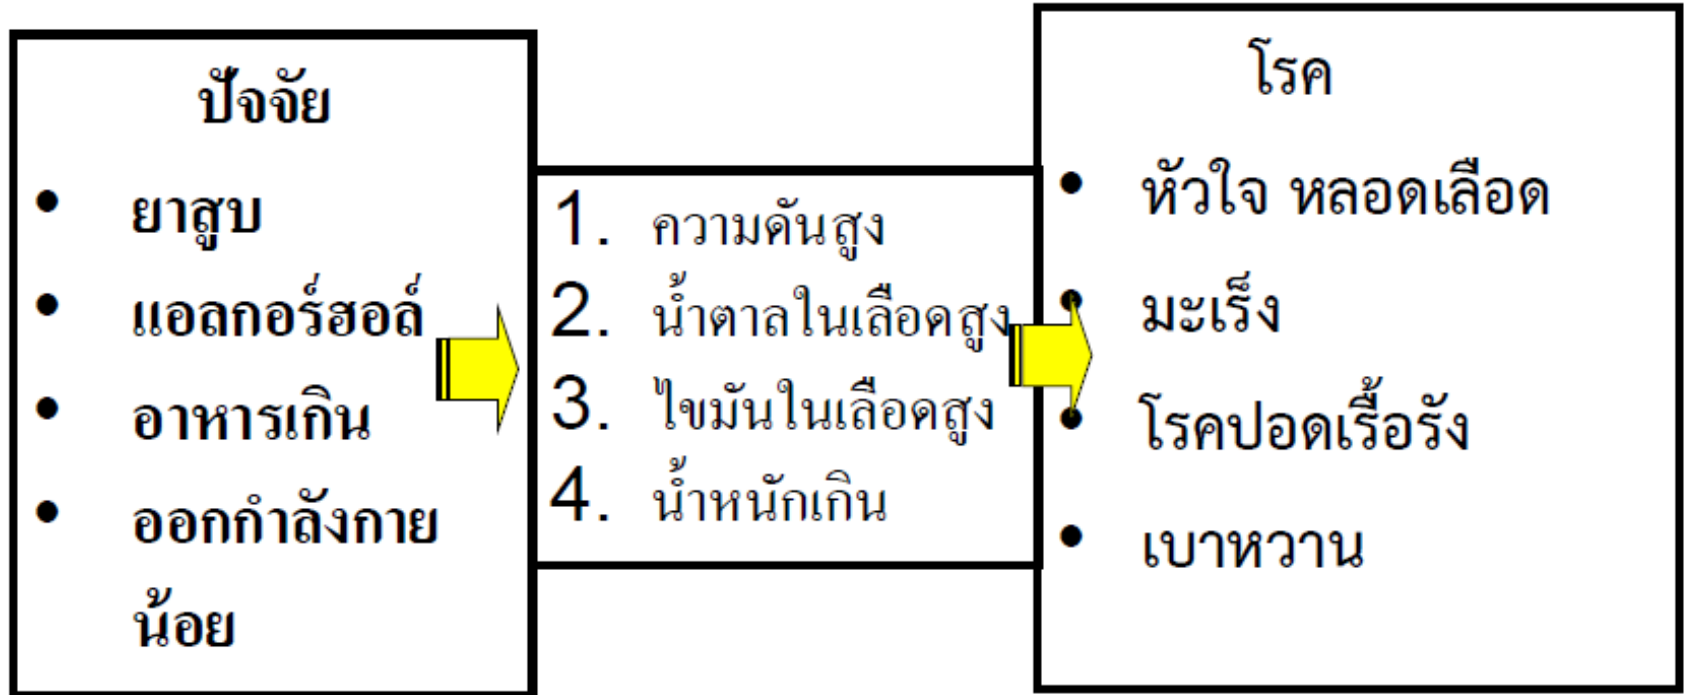 ปัจจัย
• ยาสูบ
• แอลกอร์ฮอล์
• อาหารเกิน
• ออกกำลังกาย
น้อย
1. ความดันสูง
2. น้ำตาลในเลือดสูง
3. ไขมันในเลือดสูง
4. น้ำหนักเกิน
โรค
• หัวใจ หลอดเลือด
• มะเร็ง
• โรคปอดเรื้อรัง
• เบาหวาน